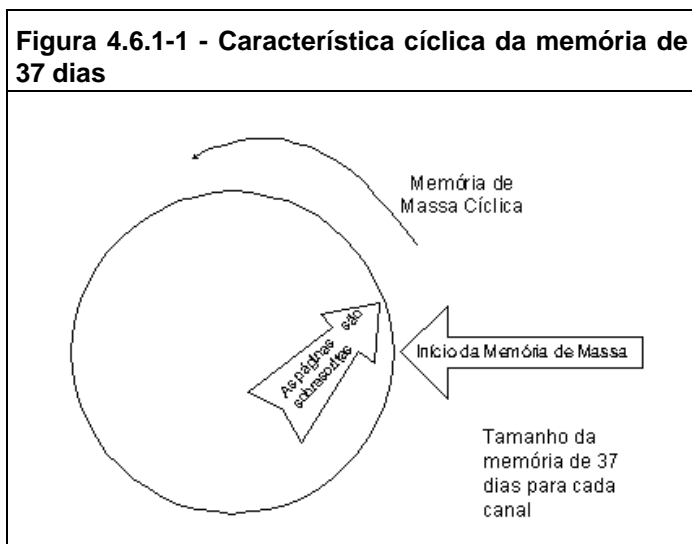 Figura 4.6.1-1 - Característica cíclica da memória de
37 dias
Memória de
Massa Cíclica
As páginas são
sobrescritas
Início da Memória de Massa
Tamanho da
memória de 37
dias para cada
canal